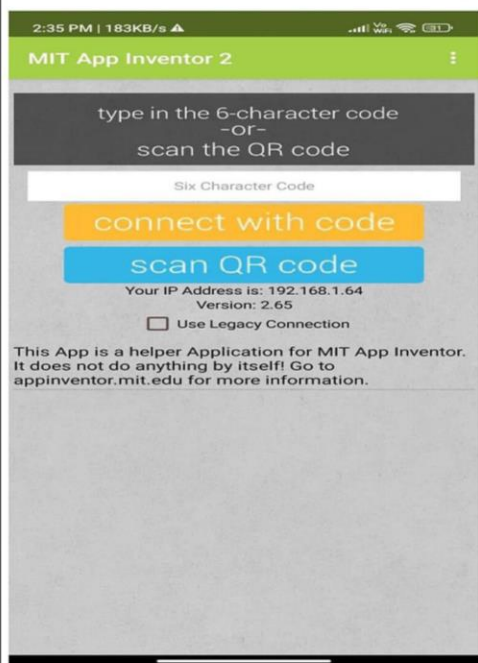 2:35 PM | 183KB/s
Vo
WiFi
31
MIT App Inventor 2
type in the 6-character code
-or-
scan the QR code
Six Character Code
connect with code
scan QR code
Your IP Address is: 192.168.1.64
Version: 2.65
Use Legacy Connection
This App is a helper Application for MIT App Inventor.
It does not do anything by itself! Go to
appinventor.mit.edu for more information.